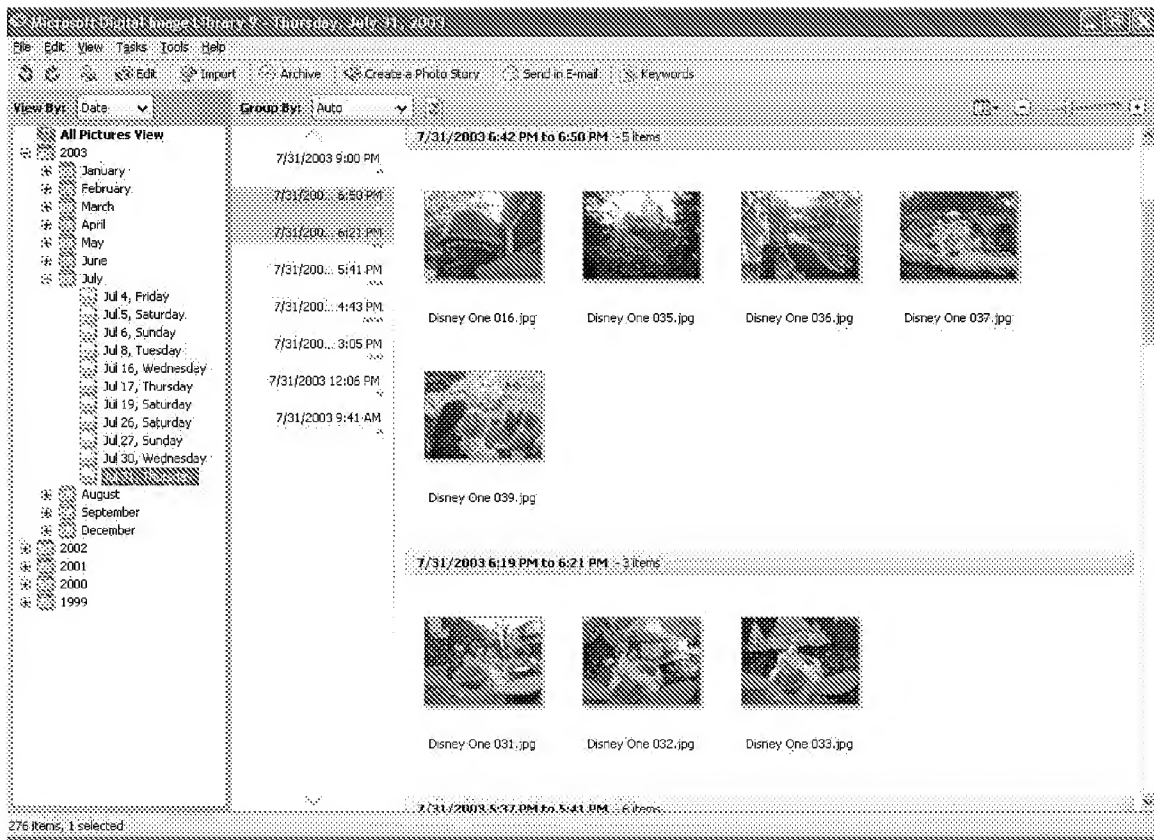 Microsoft Digital Image Library 9 - Thursday, July 31, 2003
File Edit View Tasks Tools Help
Edit Import Archive Create a Photo Story Send in E-mail Keywords
View By: Date Group By: Auto
All Pictures View
2003
January
February
March
April
May
June
July
Jul 4, Friday
Jul 5, Saturday
Jul 6, Sunday
Jul 8, Tuesday
Jul 16, Wednesday
Jul 17, Thursday
Jul 19, Saturday
Jul 26, Saturday
Jul 27, Sunday
Jul 30, Wednesday
August
September
December
2002
2001
2000
1999
7/31/2003 9:00 PM
7/31/200... 6:50 PM
7/31/200... 6:21 PM
7/31/200... 5:41 PM
7/31/200... 4:43 PM
7/31/200... 3:05 PM
7/31/2003 12:06 PM
7/31/2003 9:41 AM
7/31/2003 6:42 PM to 6:50 PM - 5 items
Disney One 016.jpg Disney One 035.jpg Disney One 036.jpg Disney One 037.jpg
Disney One 039.jpg
7/31/2003 6:19 PM to 6:21 PM - 3 items
Disney One 031.jpg Disney One 032.jpg Disney One 033.jpg
7/31/2003 5:37 PM to 5:41 PM - 6 items
276 items, 1 selected